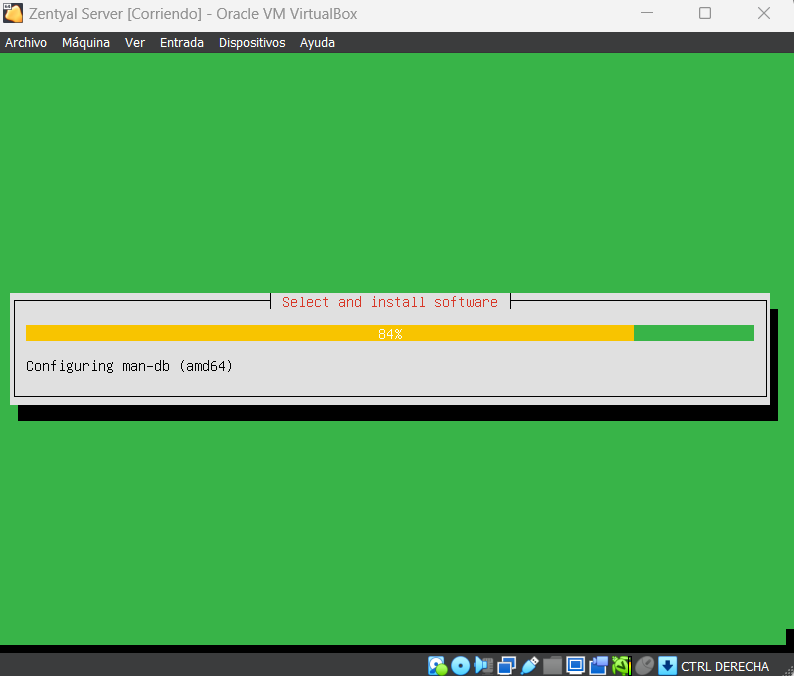 Zentyal Server [Corriendo] - Oracle VM VirtualBox
Archivo Máquina Ver Entrada Dispositivos Ayuda
Select and install software
84%
Configuring man-db (amd64)
CTRL DERECHA